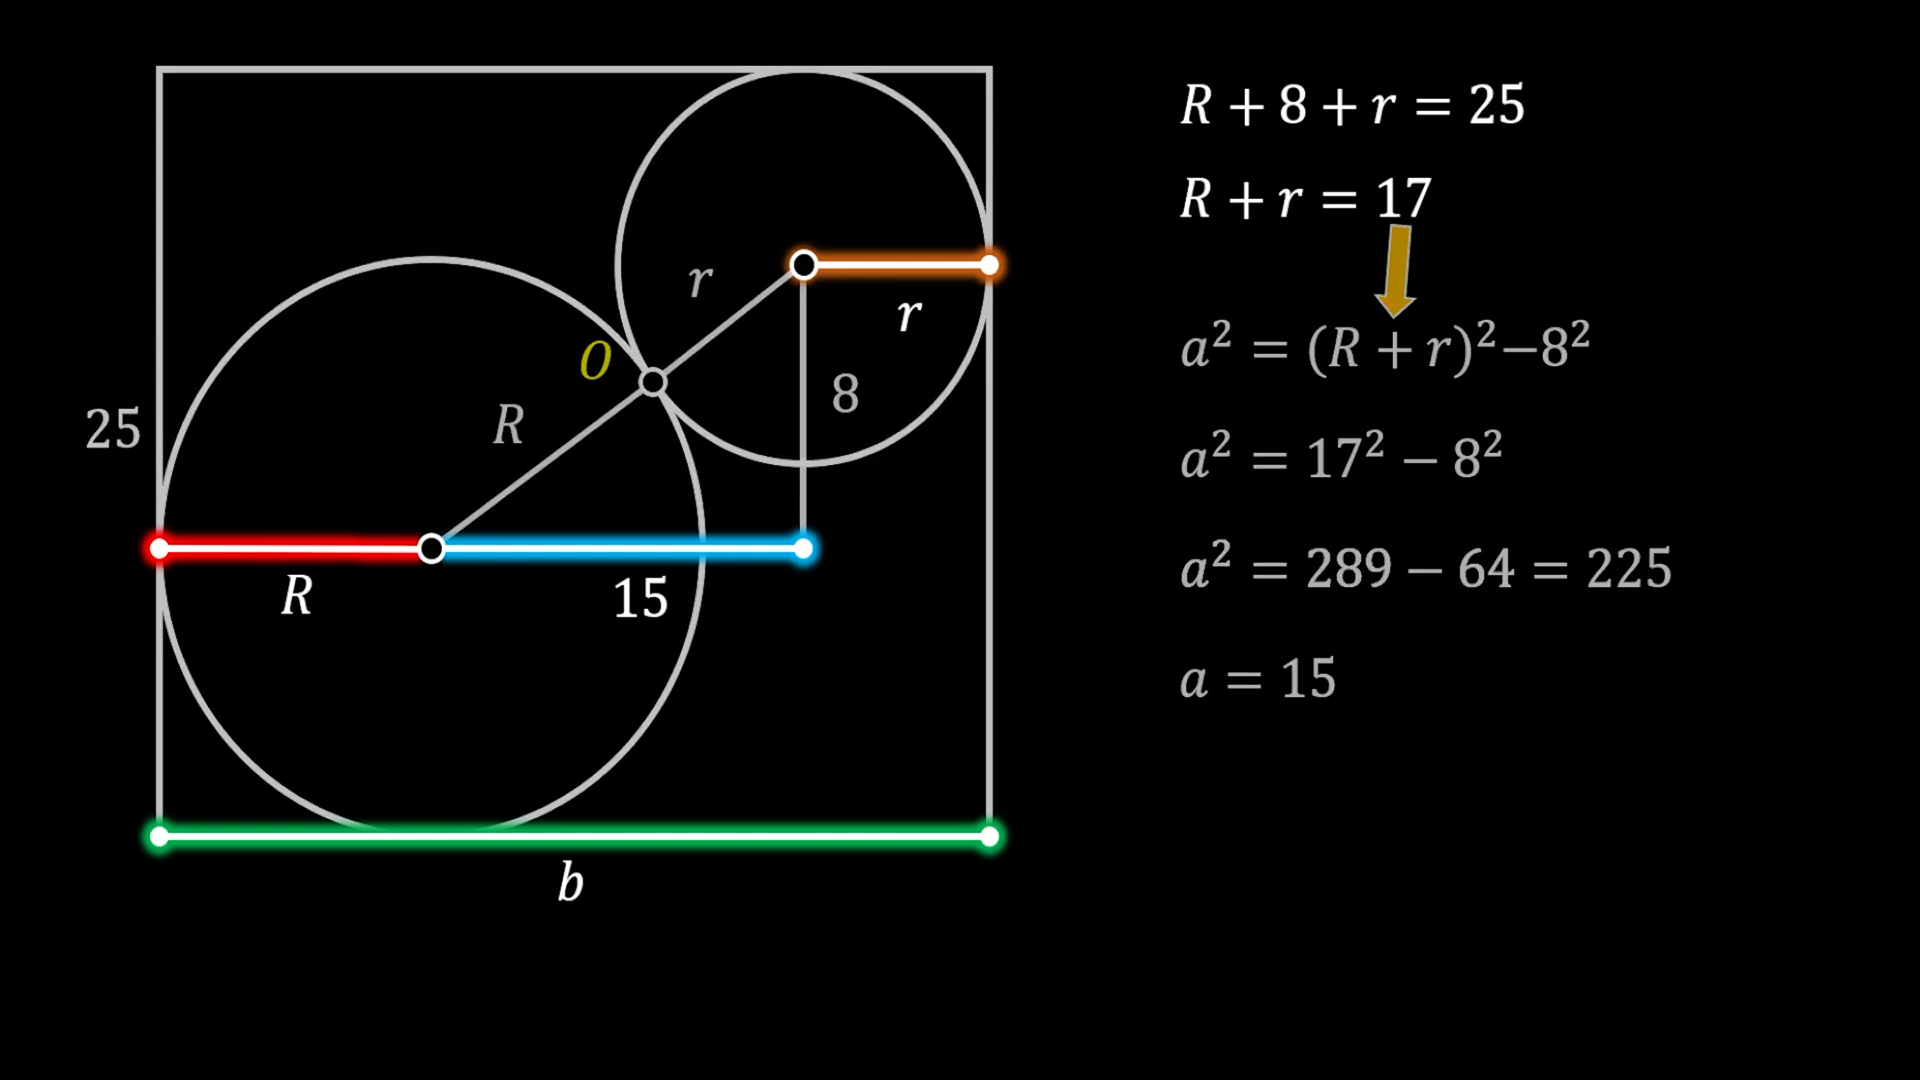 R + 8 + r = 25
R + r = 17
a² = (R + r)²−8²
a² = 17² − 8²
a² = 289 − 64 = 225
a = 15
r
r
O
8
R
25
R
15
b